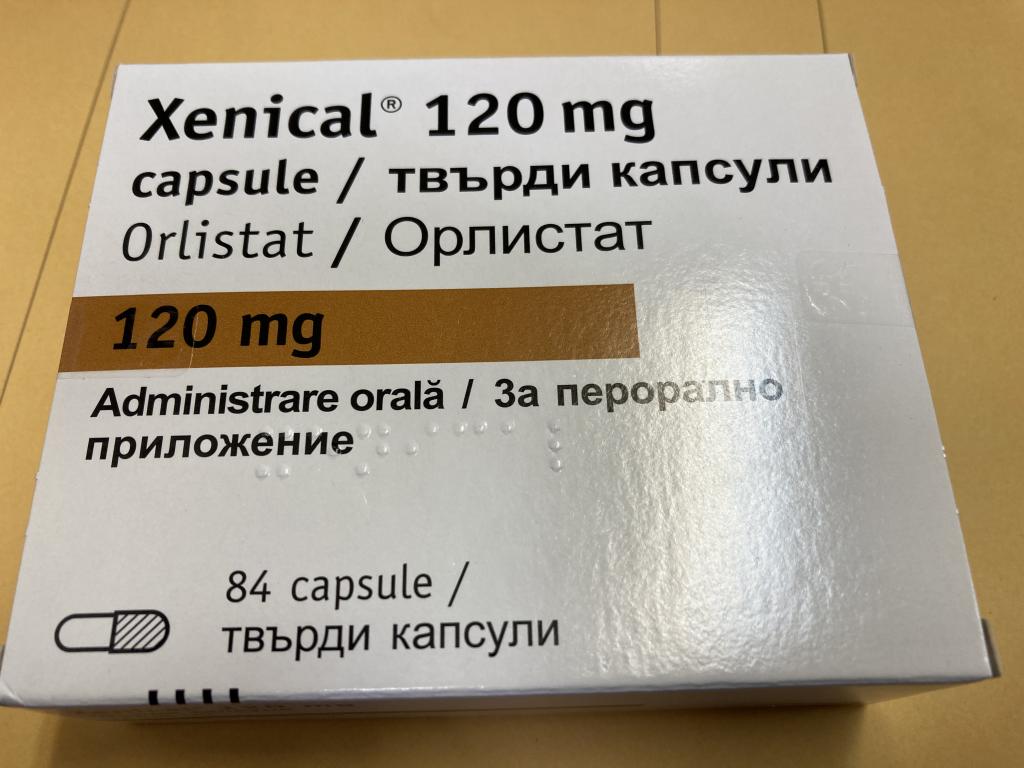 Xenical® 120 mg
capsule / твърди капсули
Orlistat / Орлистат
120 mg
Administrare orală / За перорално
приложение
84 capsule /
твърди капсули